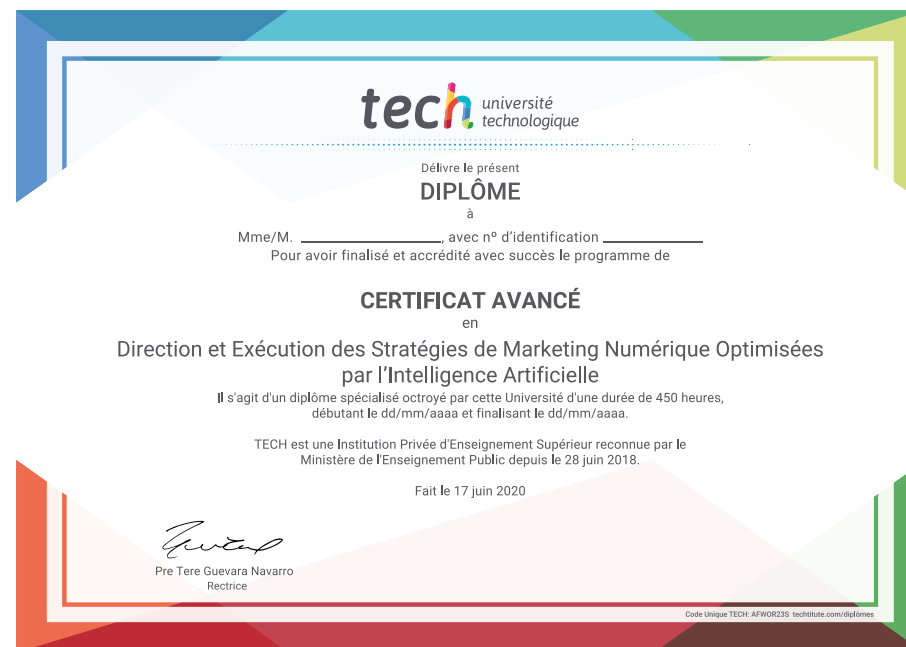 tech université
technologique
Délivre le présent
DIPLÔME
à
Mme/M. ____________________, avec nº d'identification ______________
Pour avoir finalisé et accrédité avec succès le programme de
CERTIFICAT AVANCÉ
en
Direction et Exécution des Stratégies de Marketing Numérique Optimisées
par l'Intelligence Artificielle
Il s'agit d'un diplôme spécialisé octroyé par cette Université d'une durée de 450 heures,
débutant le dd/mm/aaaa et finalisant le dd/mm/aaaa.
TECH est une Institution Privée d'Enseignement Supérieur reconnue par le
Ministère de l'Enseignement Public depuis le 28 juin 2018.
Fait le 17 juin 2020
Pre Tere Guevara Navarro
Rectrice
Code Unique TECH: AFWOR23S techtitute.com/diplômes